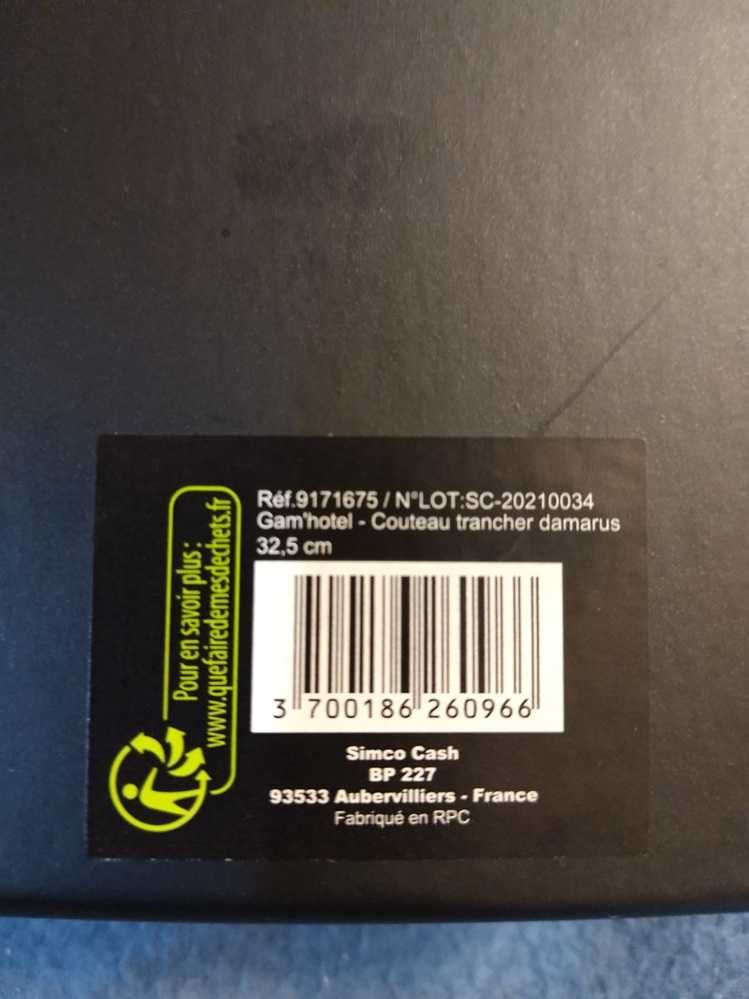 Réf.9171675 / N°LOT:SC-20210034
Gam'hotel - Couteau trancher damarus
32,5 cm
3 700186 260966
Simco Cash
BP 227
93533 Aubervilliers - France
Fabriqué en RPC
Pour en savoir plus :
www.quefairedemesdechets.fr